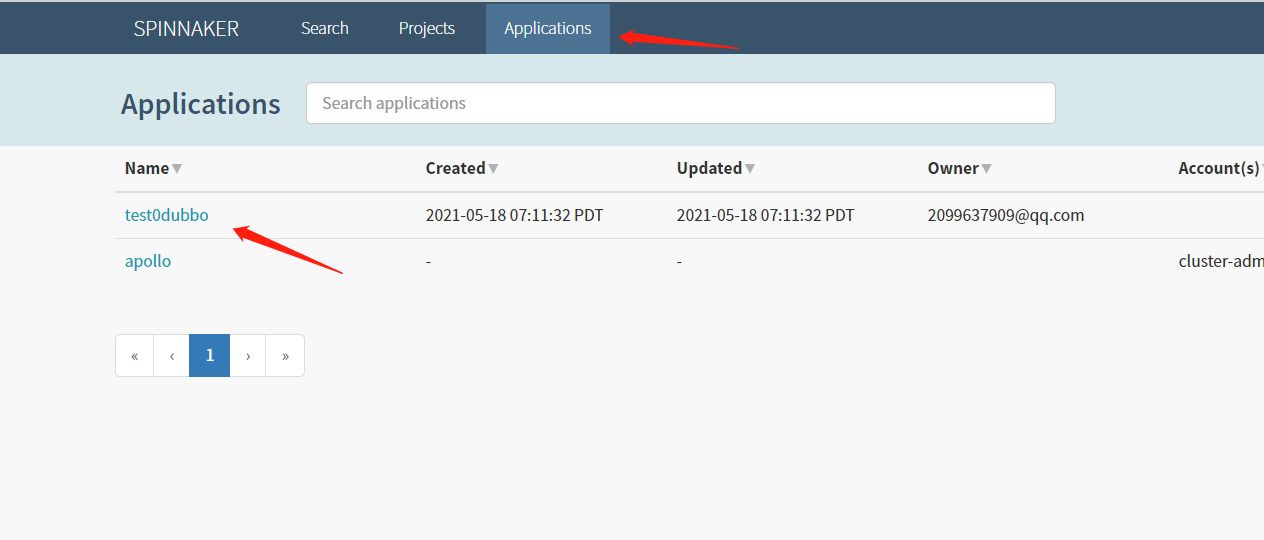 SPINNAKER Search Projects Applications
Applications Search applications
Name Created Updated Owner Account(s)
test0dubbo 2021-05-18 07:11:32 PDT 2021-05-18 07:11:32 PDT 2099637909@qq.com
apollo - - cluster-adm
« ‹ 1 › »